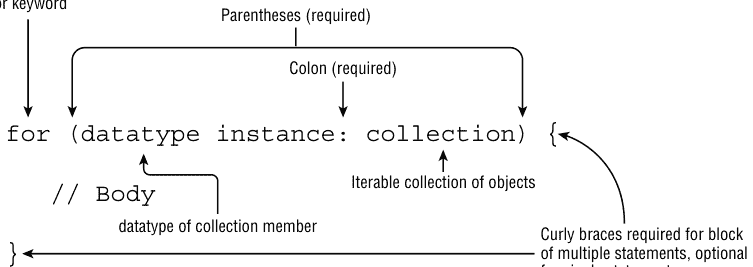 keyword
Parentheses (required)
Colon (required)
for (datatype instance: collection) {
Iterable collection of objects
// Body
datatype of collection member
Curly braces required for block
of multiple statements, optional
}